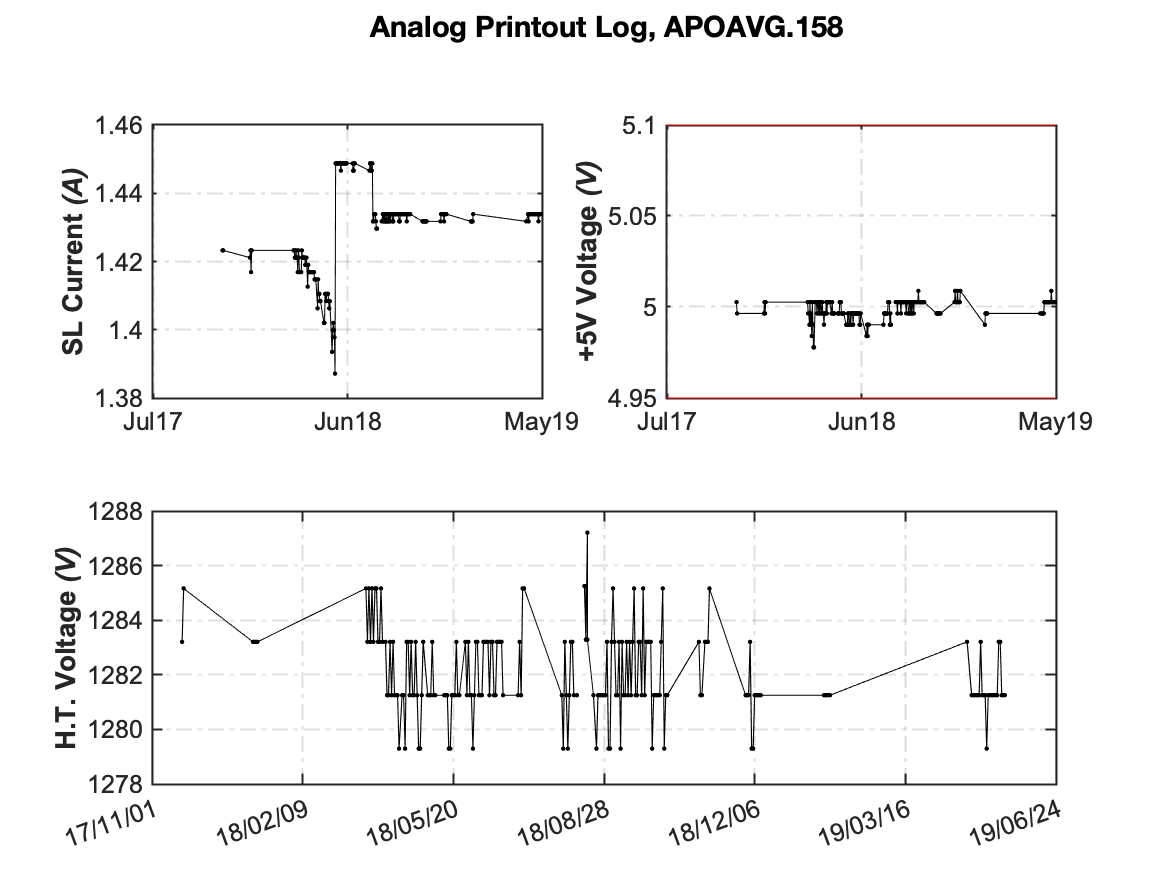 Analog Printout Log, APOAVG.158
SL Current (A)
1.46
1.44
1.42
1.4
1.38
Jul17
Jun18
May19
+5V Voltage (V)
5.1
5.05
5
4.95
Jul17
Jun18
May19
H.T. Voltage (V)
1288
1286
1284
1282
1280
1278
17/11/01
18/02/09
18/05/20
18/08/28
18/12/06
19/03/16
19/06/24